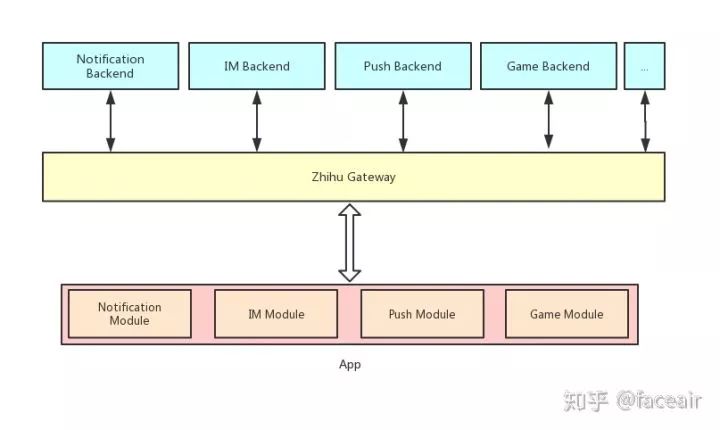 Notification
Backend
IM Backend
Push Backend
Game Backend
...
Zhihu Gateway
Notification
Module
IM Module
Push Module
Game Module
App
知乎 @faceair